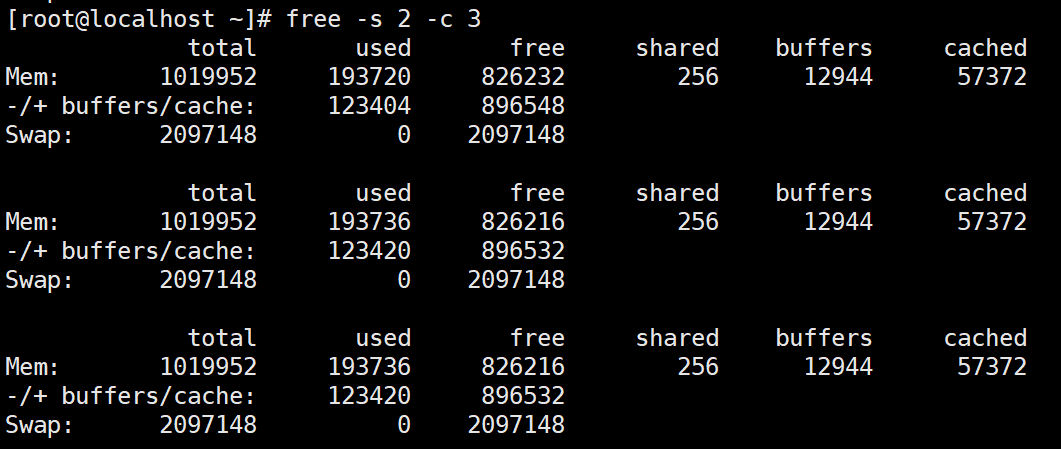 [root@localhost ~]# free -s 2 -c 3
             total       used       free     shared    buffers     cached
Mem:       1019952     193720     826232        256      12944      57372
-/+ buffers/cache:     123404     896548
Swap:      2097148          0    2097148

             total       used       free     shared    buffers     cached
Mem:       1019952     193736     826216        256      12944      57372
-/+ buffers/cache:     123420     896532
Swap:      2097148          0    2097148

             total       used       free     shared    buffers     cached
Mem:       1019952     193736     826216        256      12944      57372
-/+ buffers/cache:     123420     896532
Swap:      2097148          0    2097148